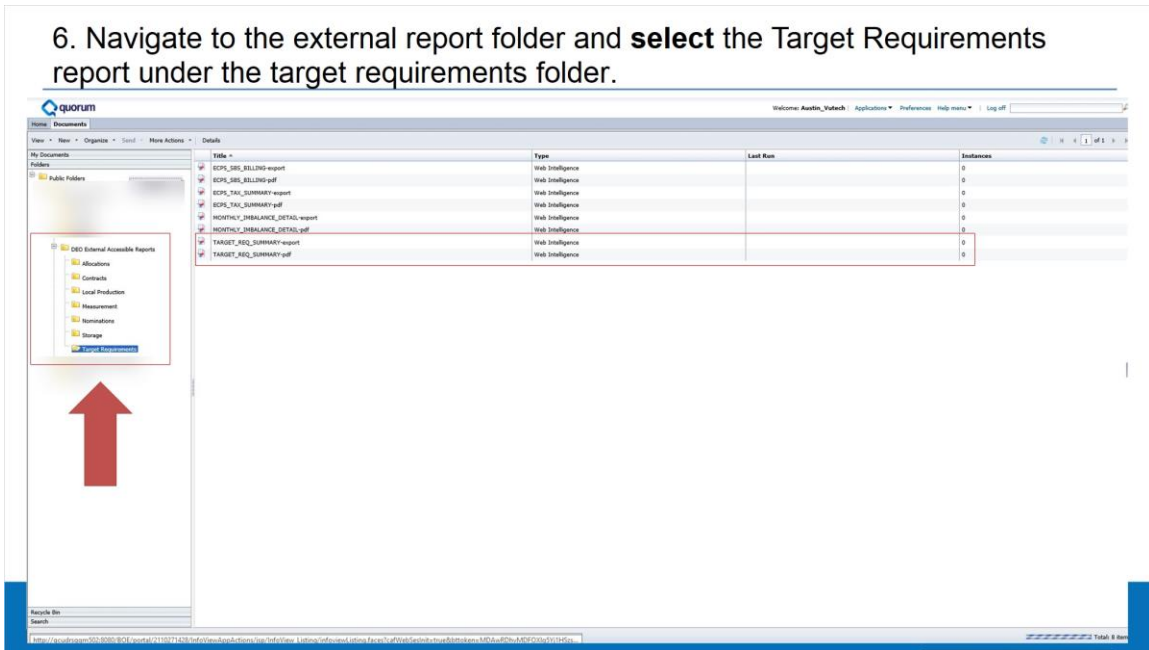 6. Navigate to the external report folder and select the Target Requirements
report under the target requirements folder.
quorum
Welcome: Austin_Vutech Applications Preferences Help menu Log off
Home Documents
View New Organize Send More Actions Details
1 of 1
My Documents
Folders
Public Folders
DEO External Accessible Reports
Allocations
Contracts
Local Production
Measurement
Nominations
Storage
Target Requirements
Title Type Last Run Instances
ECPS_SBS_BILLING-export Web Intelligence 0
ECPS_SBS_BILLING-pdf Web Intelligence 0
ECPS_TAX_SUMMARY-export Web Intelligence 0
ECPS_TAX_SUMMARY-pdf Web Intelligence 0
MONTHLY_IMBALANCE_DETAIL-export Web Intelligence 0
MONTHLY_IMBALANCE_DETAIL-pdf Web Intelligence 0
TARGET_REQ_SUMMARY-export Web Intelligence 0
TARGET_REQ_SUMMARY-pdf Web Intelligence 0
Recycle Bin
Search
Total: 8 item